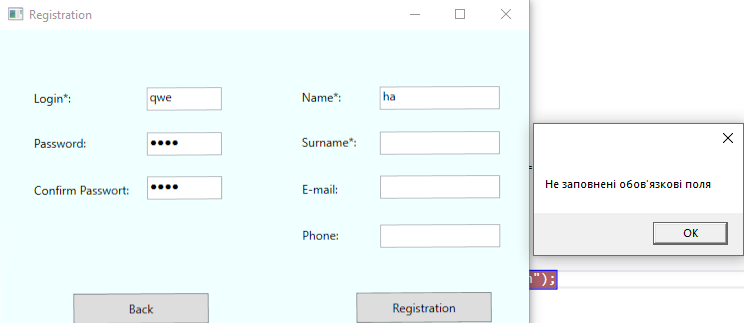 Registration
Login*:
qwe
Name*:
ha
Password:
••••
Surname*:
Confirm Passwort:
••••
E-mail:
Phone:
Back
Registration
Не заповнені обов'язкові поля
OK
");